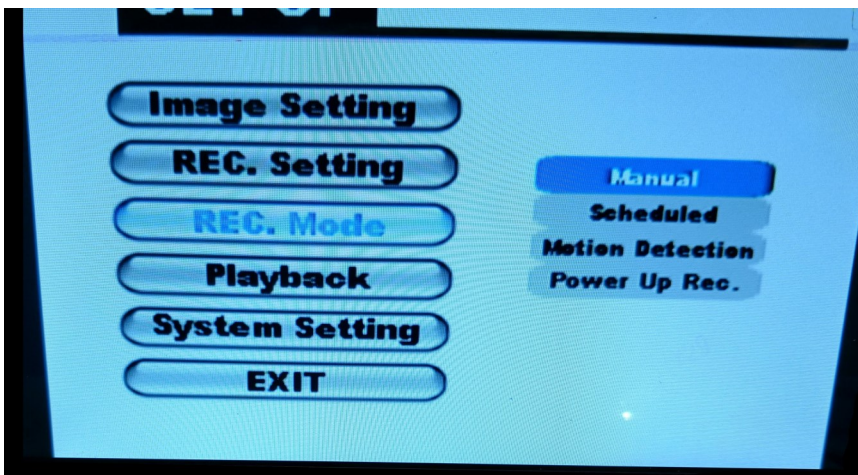 Image Setting
REC. Setting
REC. Mode
Playback
System Setting
EXIT
Manual
Scheduled
Motion Detection
Power Up Rec.